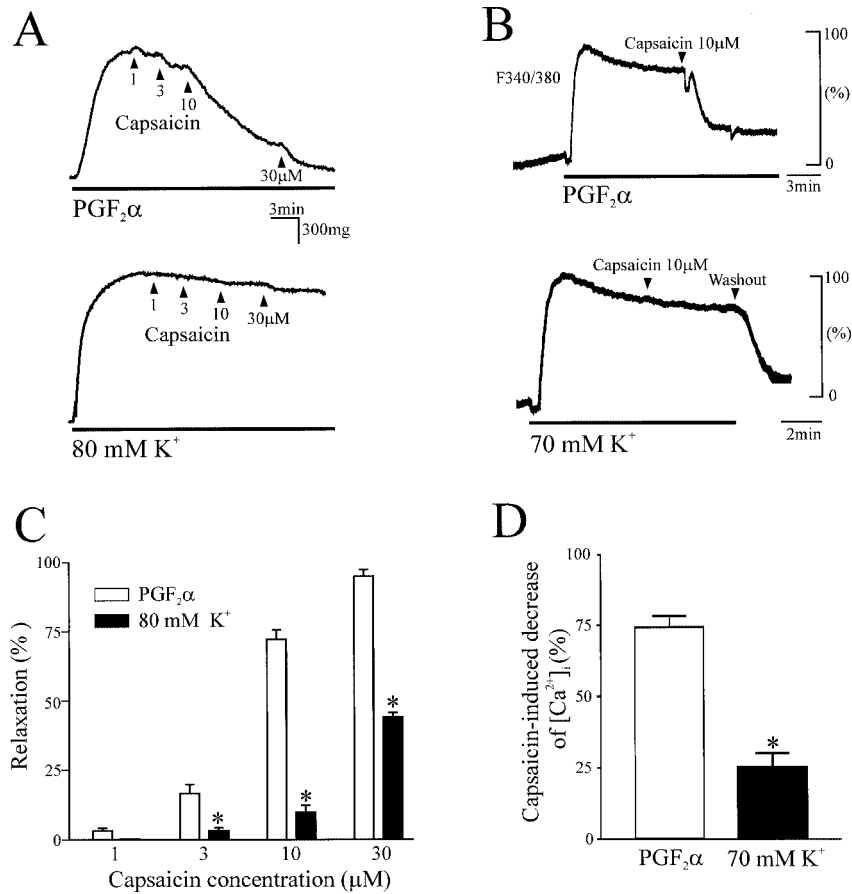 A
1
3
10
Capsaicin
30µM
PGF₂α
3min
300mg
1
3
10
30µM
Capsaicin
80 mM K⁺
B
Capsaicin 10µM
F340/380
100
(%)
0
PGF₂α
3min
Capsaicin 10µM
Washout
100
(%)
0
70 mM K⁺
2min
C
100
75
50
25
0
Relaxation (% )
PGF₂α
80 mM K⁺
*
*
*
1 3 10 30
Capsaicin concentration (µM)
D
100
75
50
25
0
Capsaicin-induced decrease
of [Ca²⁺]ᵢ (%)
*
PGF₂α 70 mM K⁺